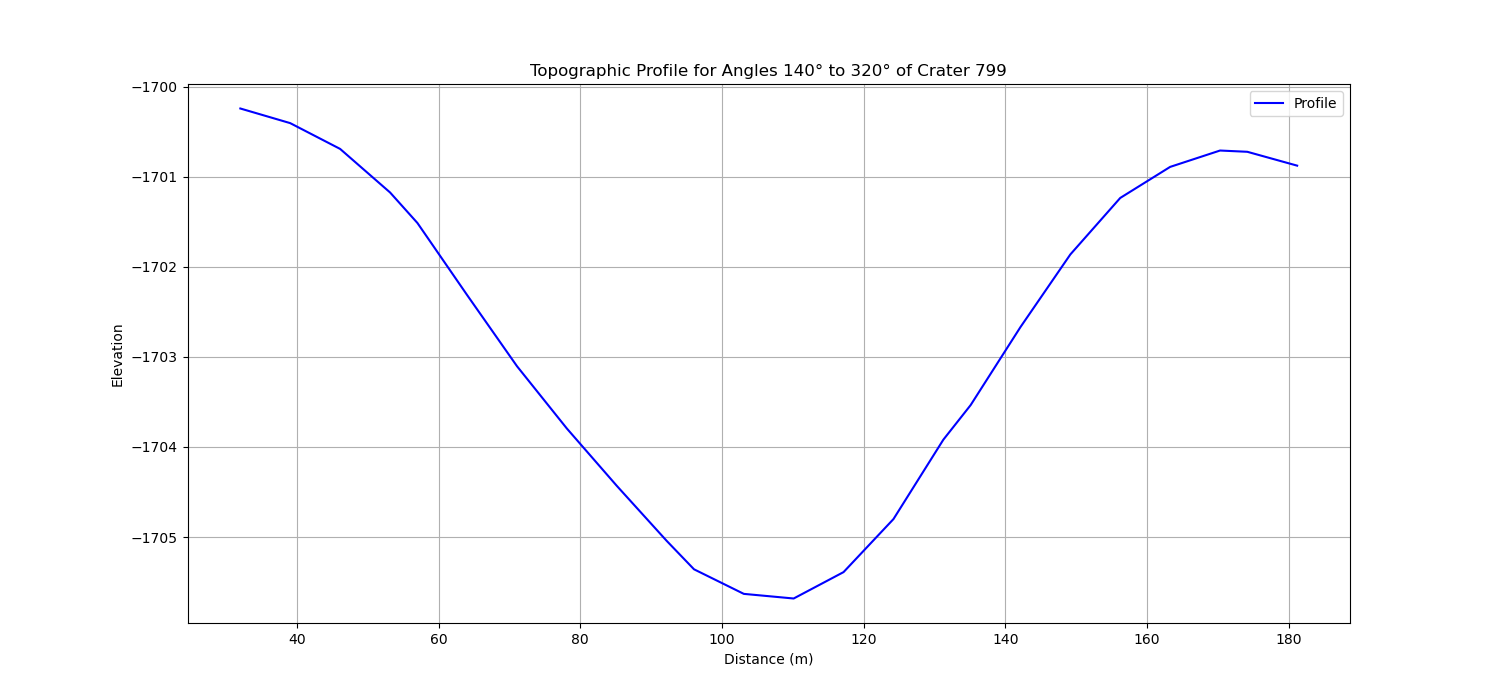 Topographic Profile for Angles 140° to 320° of Crater 799
Profile
−1700
−1701
−1702
−1703
−1704
−1705
Elevation
40 60 80 100 120 140 160 180
Distance (m)